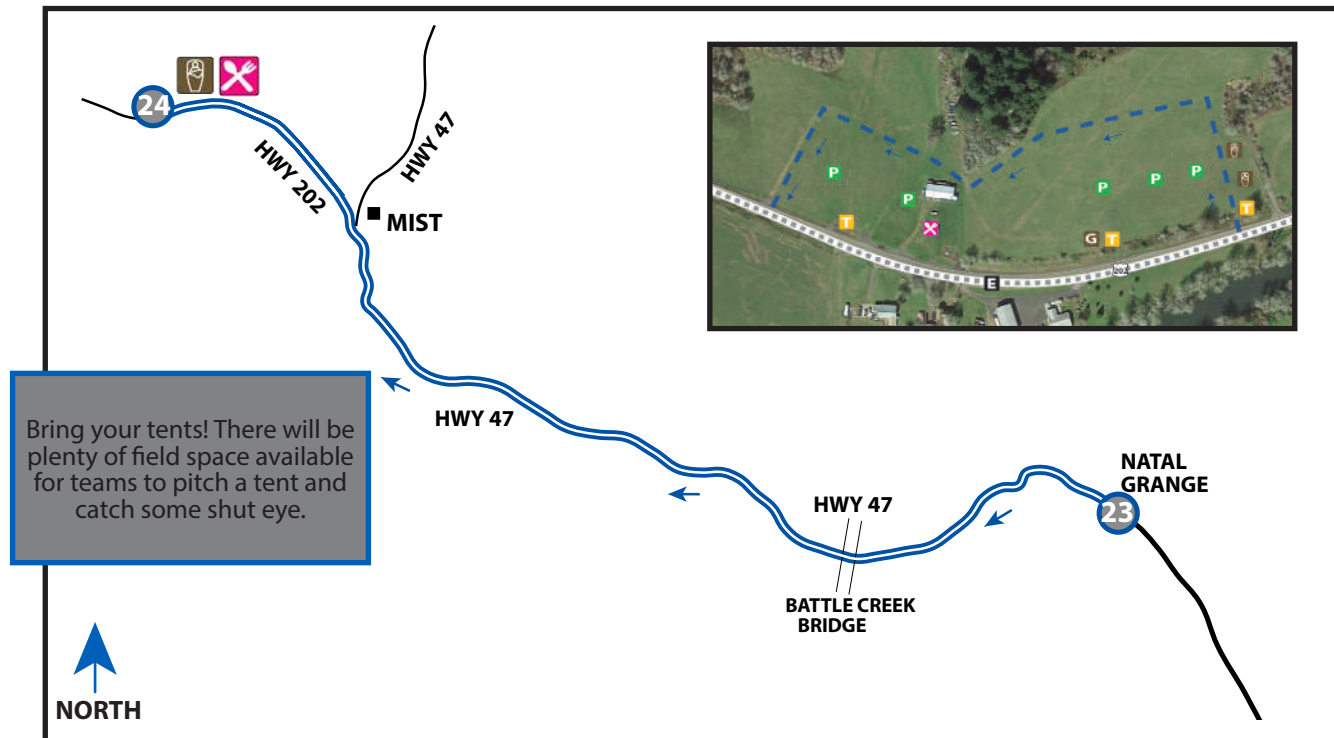 24
HWY 202
HWY 47
MIST
P
P
P
P
P
T
T
G
T
E
202
Bring your tents! There will be
plenty of field space available
for teams to pitch a tent and
catch some shut eye.
HWY 47
HWY 47
BATTLE CREEK
BRIDGE
NATAL
GRANGE
23
NORTH